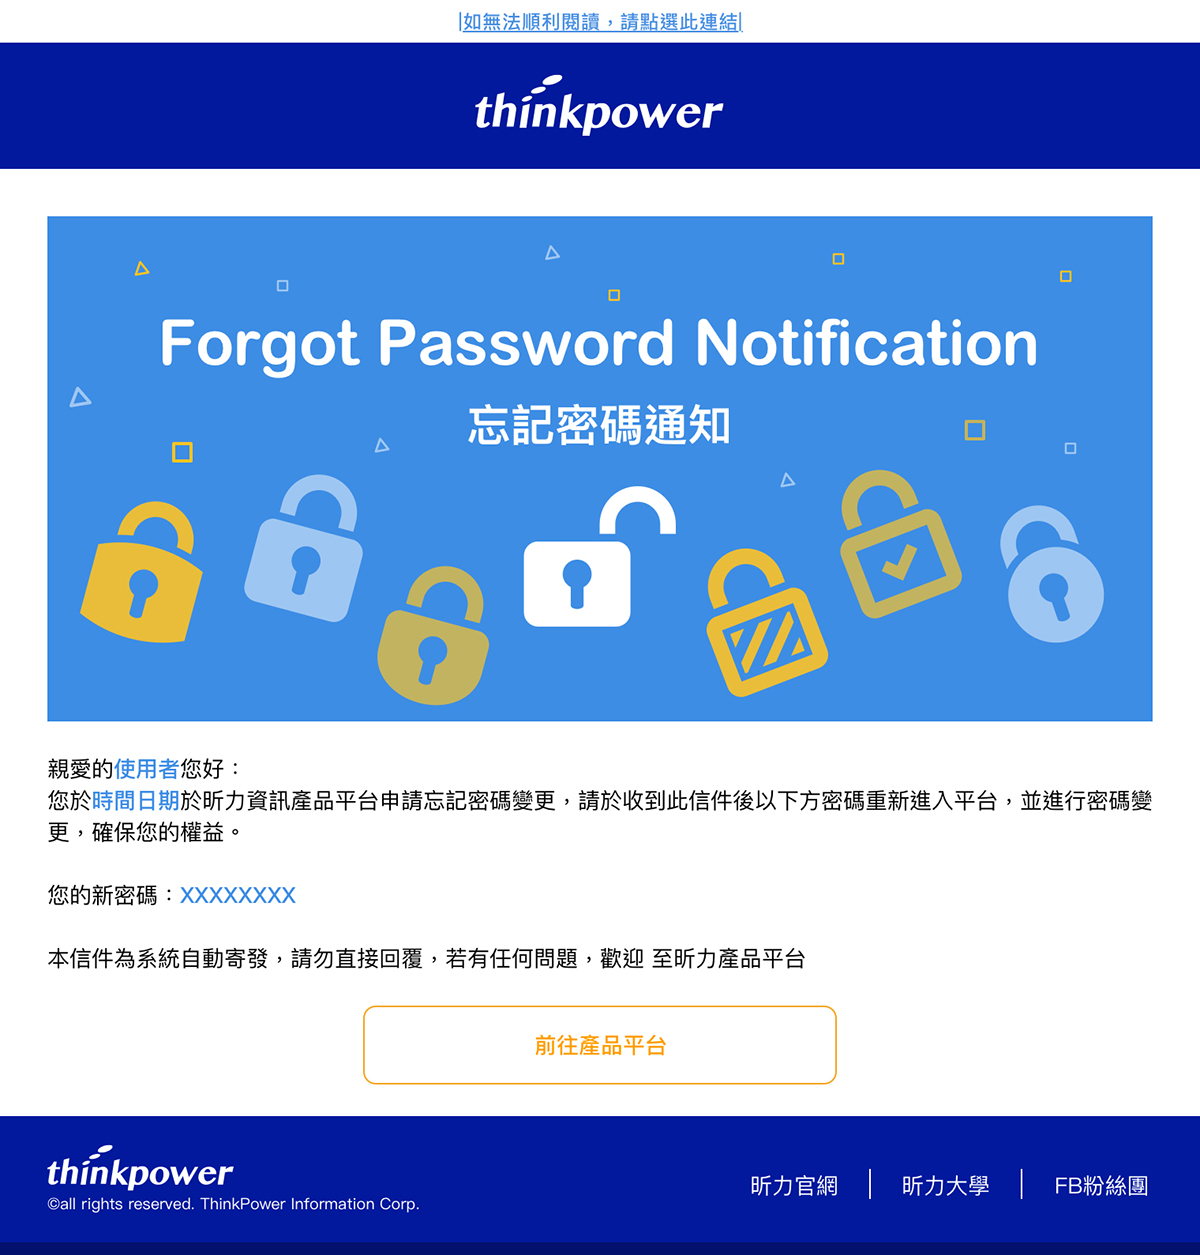 |如無法順利閱讀，請點選此連結|
thinkpower
Forgot Password Notification
忘記密碼通知
親愛的使用者您好：
您於時間日期於昕力資訊產品平台申請忘記密碼變更，請於收到此信件後以下方密碼重新進入平台，並進行密碼變
更，確保您的權益。
您的新密碼：XXXXXXXX
本信件為系統自動寄發，請勿直接回覆，若有任何問題，歡迎 至昕力產品平台
前往產品平台
thinkpower
©all rights reserved. ThinkPower Information Corp.
昕力官網 | 昕力大學 | FB粉絲團